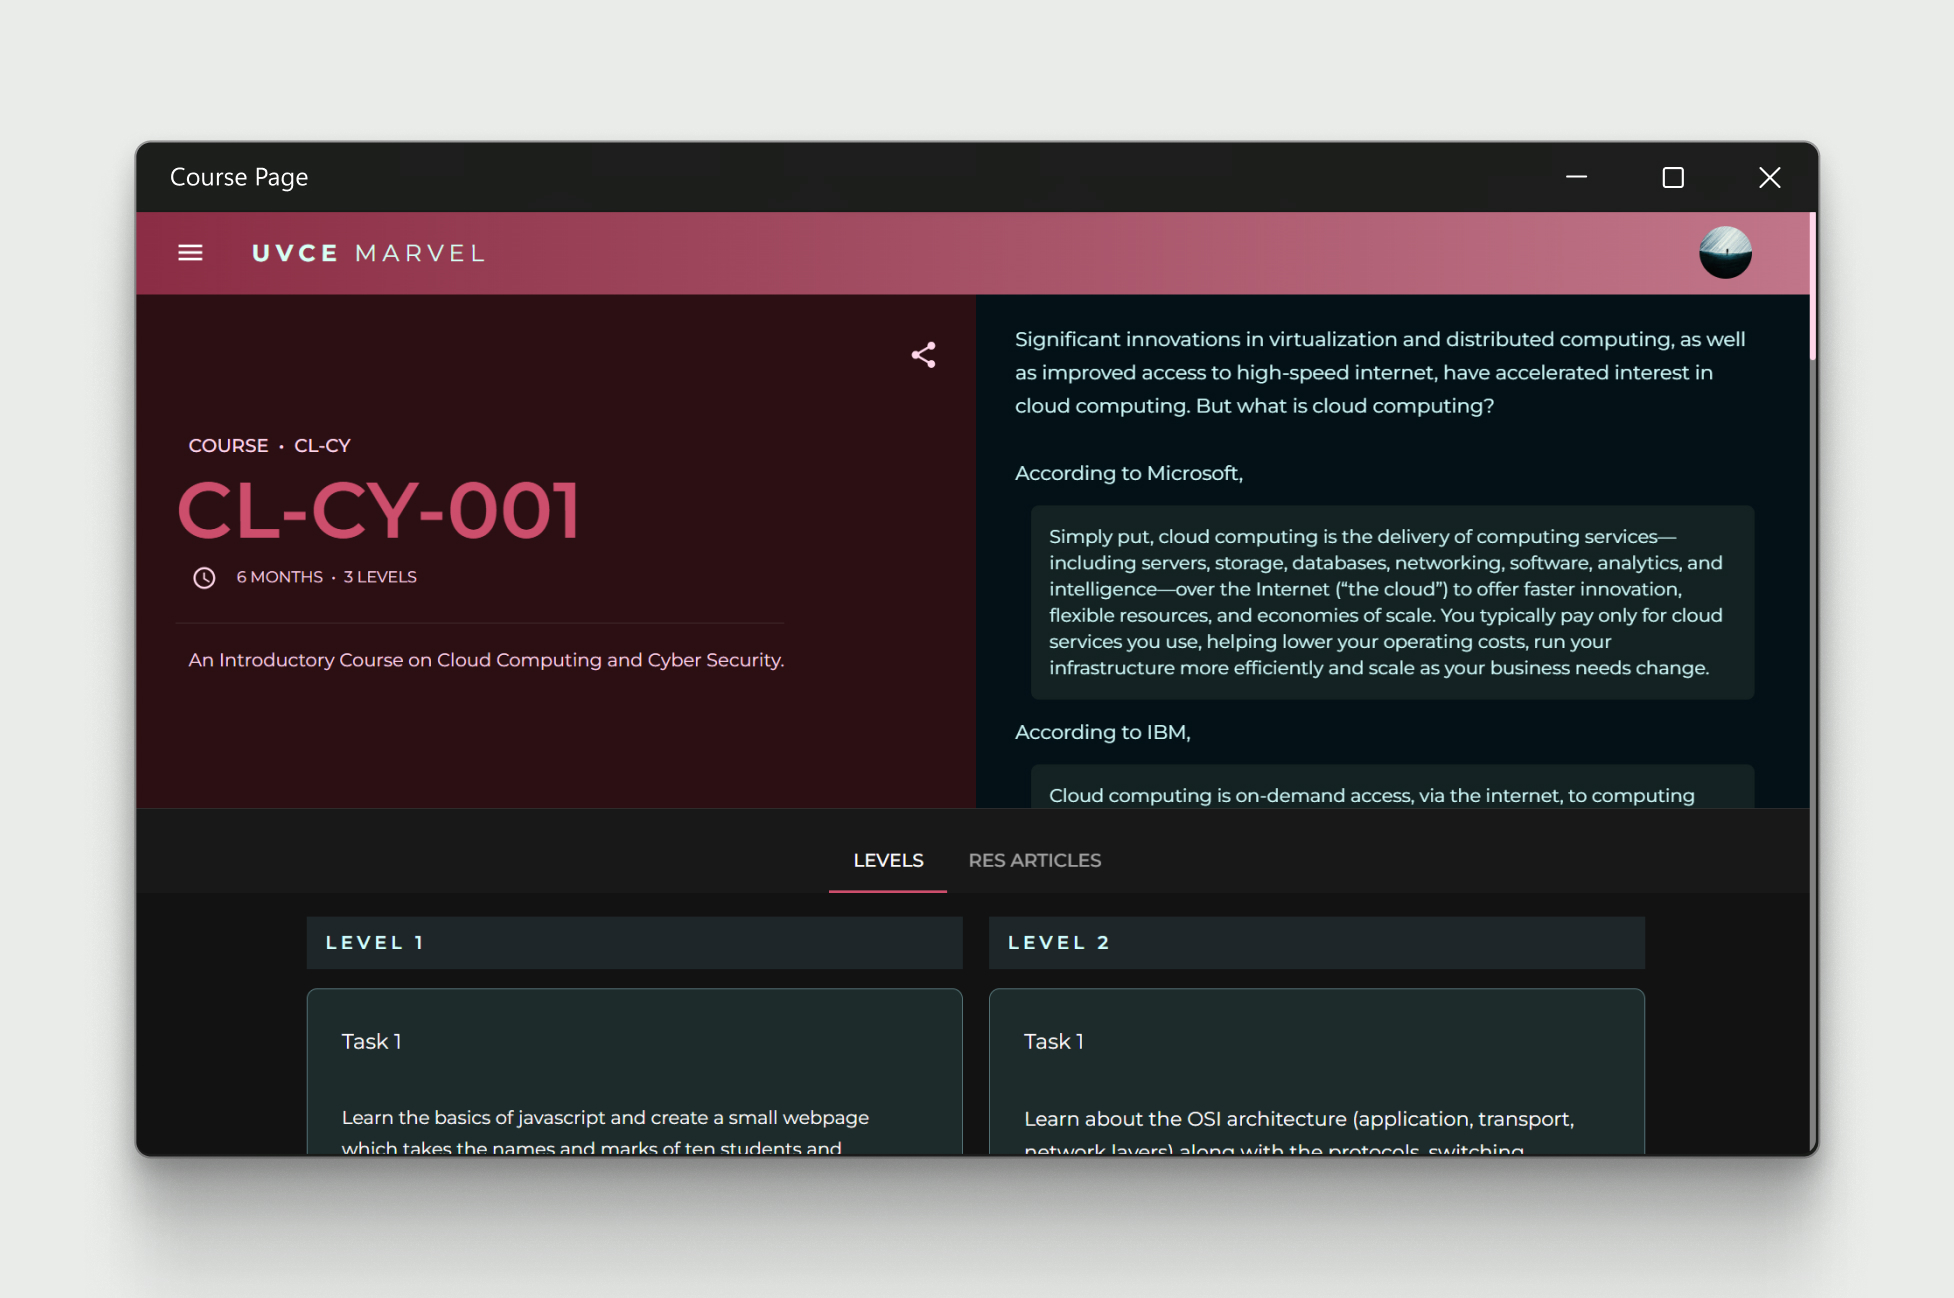 Course Page
UVCE MARVEL
COURSE • CL-CY
CL-CY-001
6 MONTHS • 3 LEVELS
An Introductory Course on Cloud Computing and Cyber Security.
Significant innovations in virtualization and distributed computing, as well
as improved access to high-speed internet, have accelerated interest in
cloud computing. But what is cloud computing?
According to Microsoft,
Simply put, cloud computing is the delivery of computing services—
including servers, storage, databases, networking, software, analytics, and
intelligence—over the Internet (“the cloud”) to offer faster innovation,
flexible resources, and economies of scale. You typically pay only for cloud
services you use, helping lower your operating costs, run your
infrastructure more efficiently and scale as your business needs change.
According to IBM,
Cloud computing is on-demand access, via the internet, to computing
LEVELS
RES ARTICLES
LEVEL 1
Task 1
Learn the basics of javascript and create a small webpage
which takes the names and marks of ten students and
LEVEL 2
Task 1
Learn about the OSI architecture (application, transport,
network layers) along with the protocols, switching